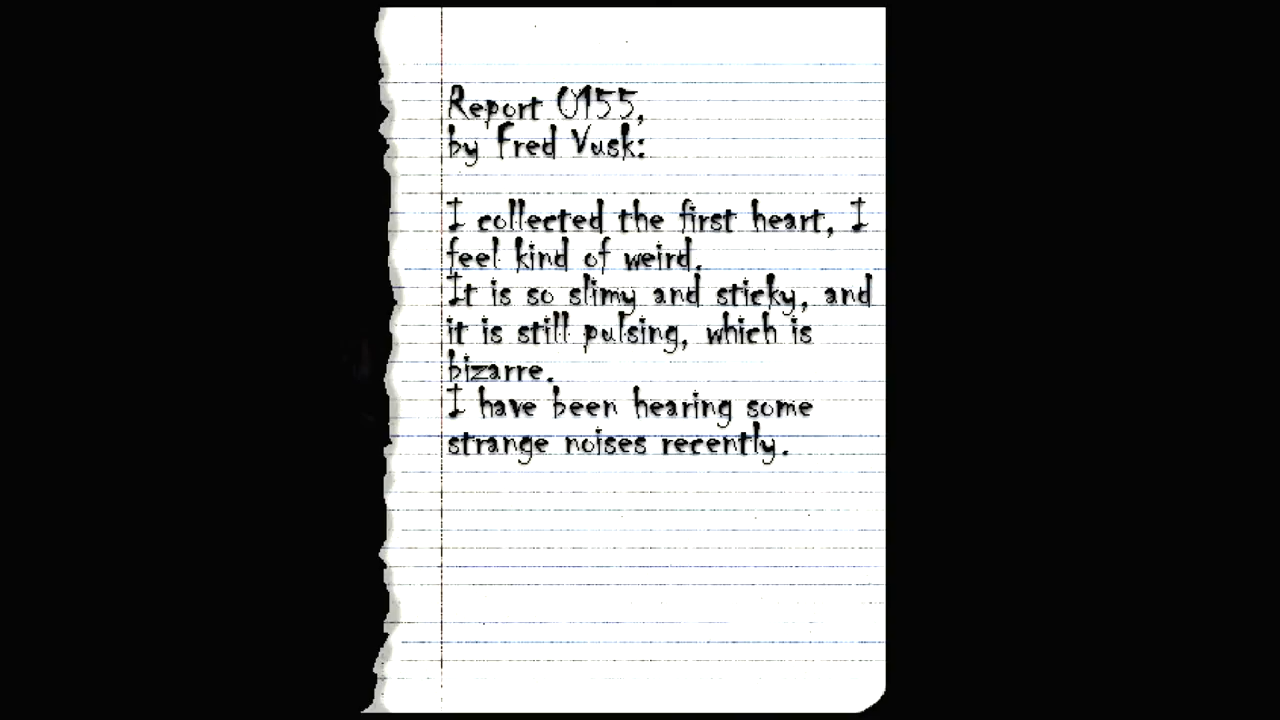 Report 0155,
by Fred Vusk:
I collected the first heart, I
feel kind of weird.
It is so slimy and sticky, and
it is still pulsing, which is
bizarre.
I have been hearing some
strange noises recently.